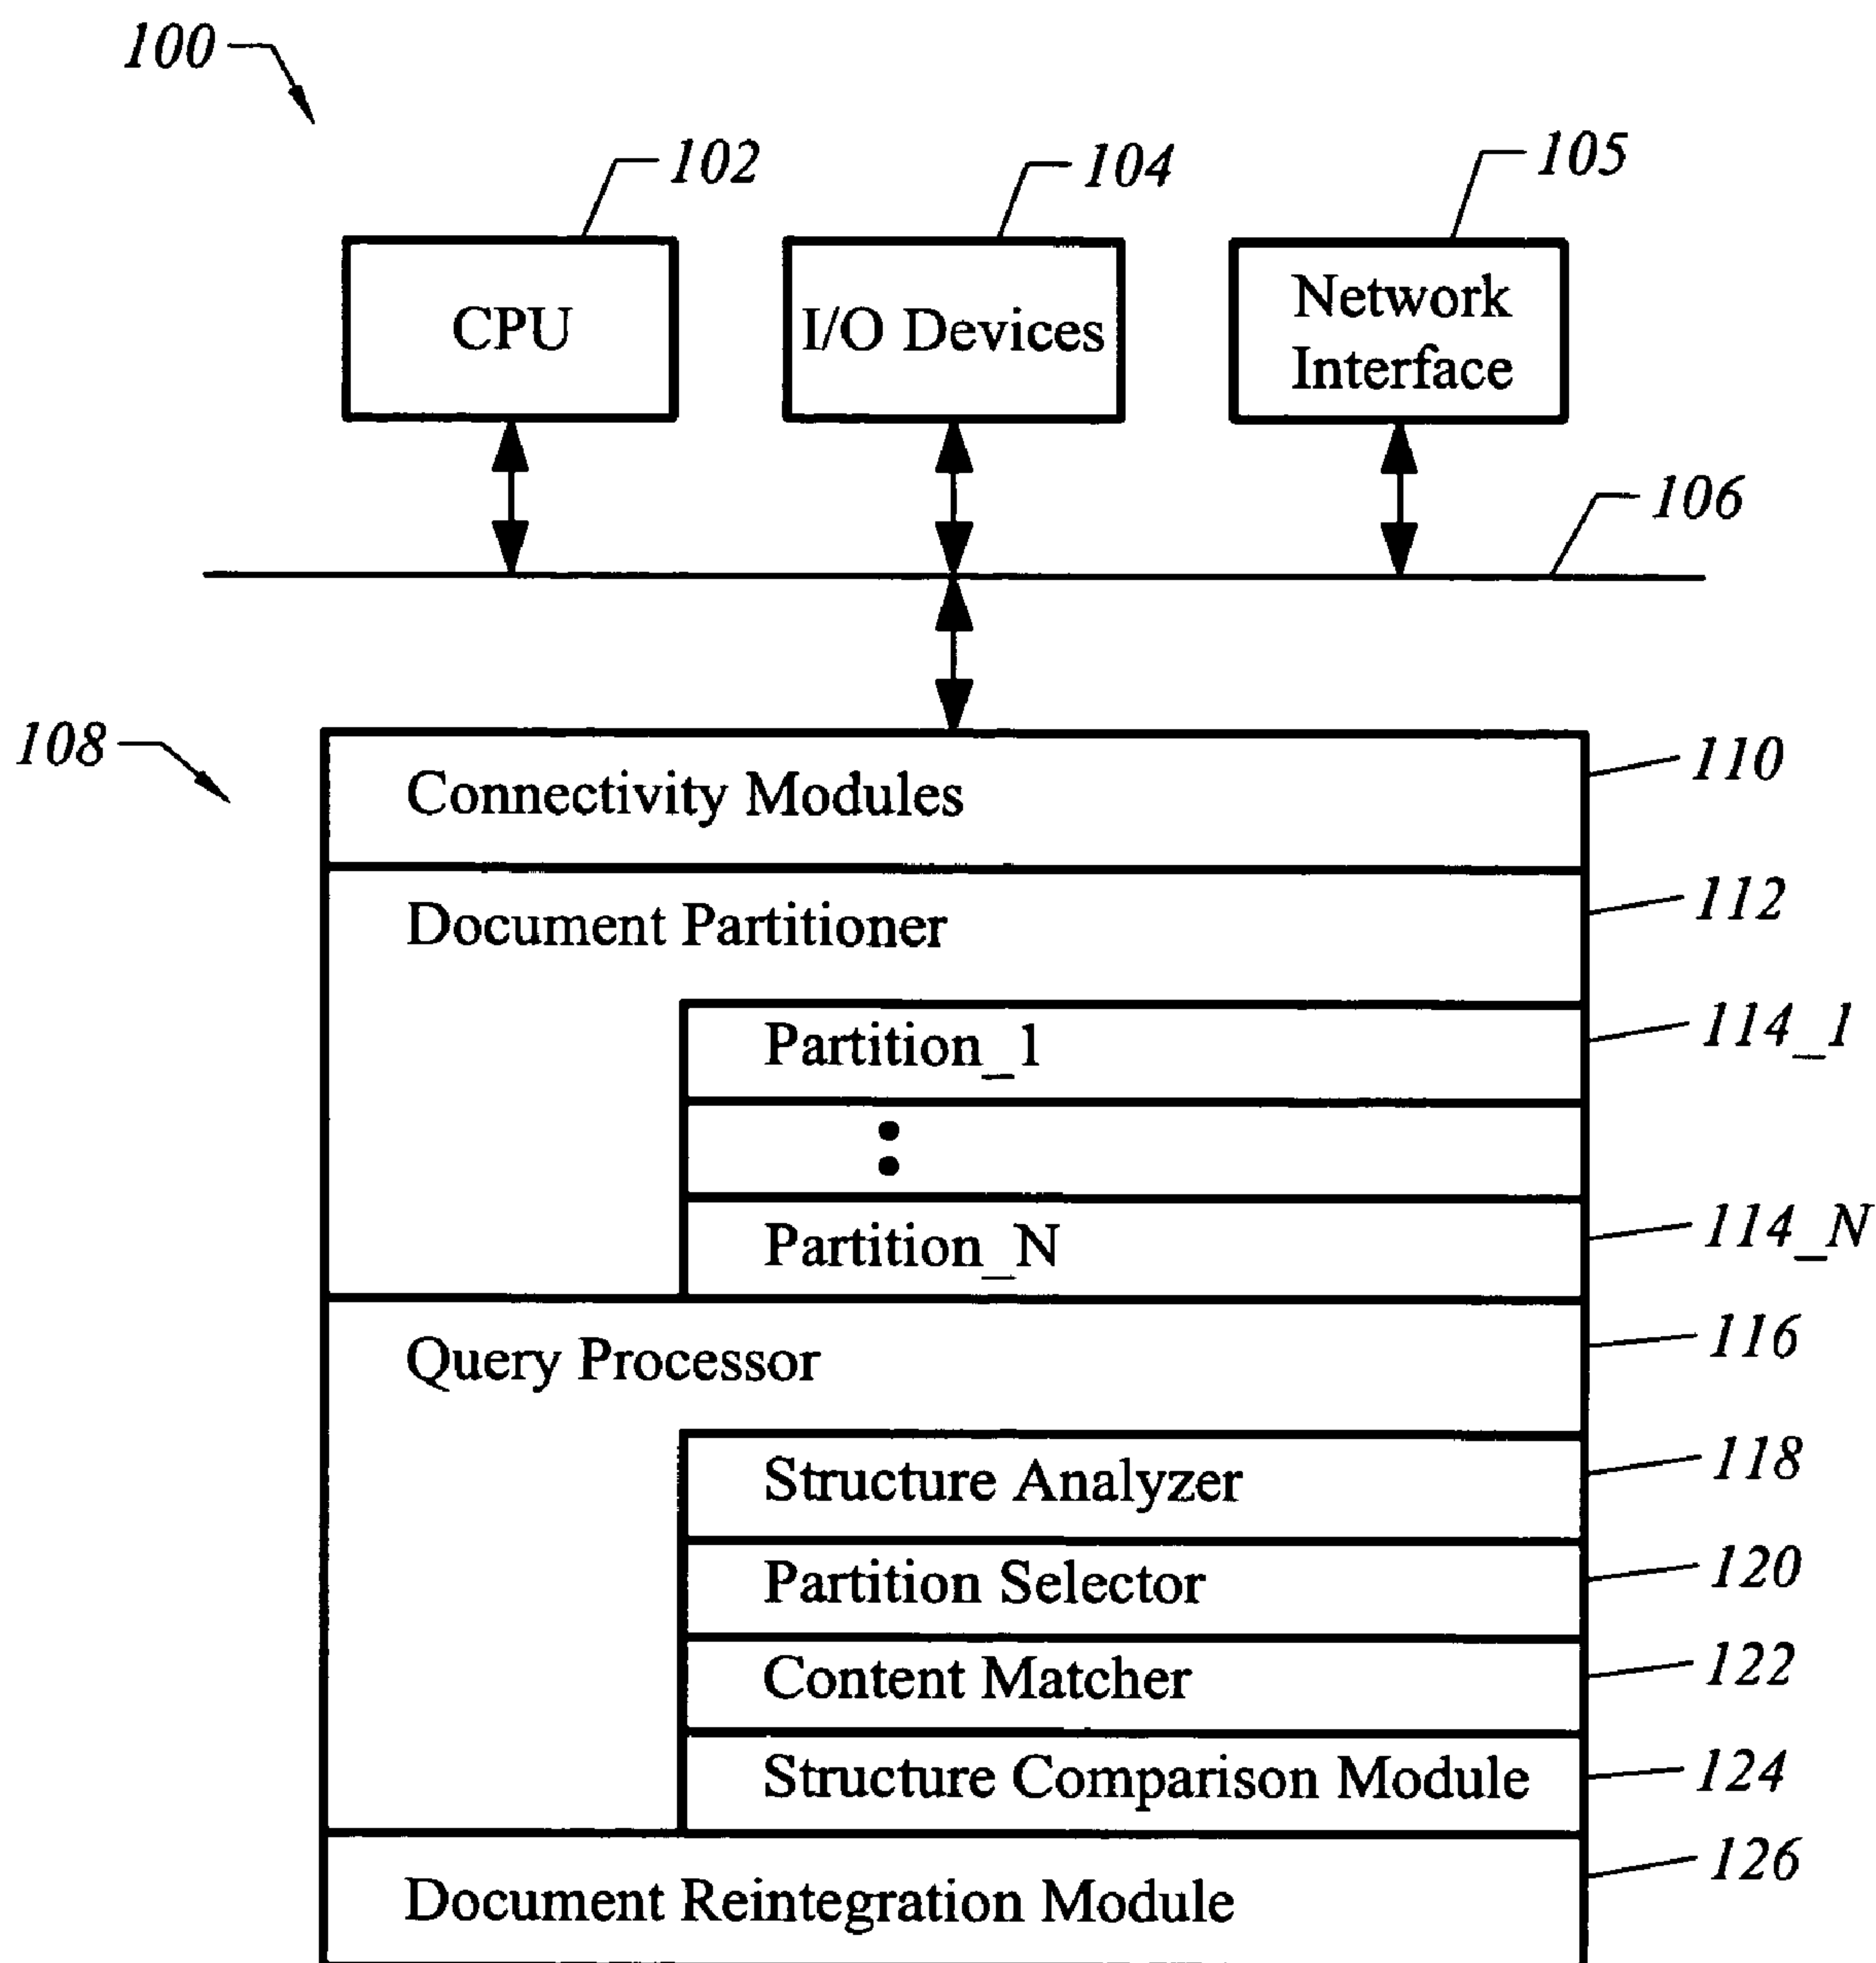 100
102
104
105
CPU
I/O Devices
Network
Interface
106
108
Connectivity Modules
110
Document Partitioner
112
Partition_1
114_1
Partition_N
114_N
Query Processor
116
Structure Analyzer
118
Partition Selector
120
Content Matcher
122
Structure Comparison Module
124
Document Reintegration Module
126